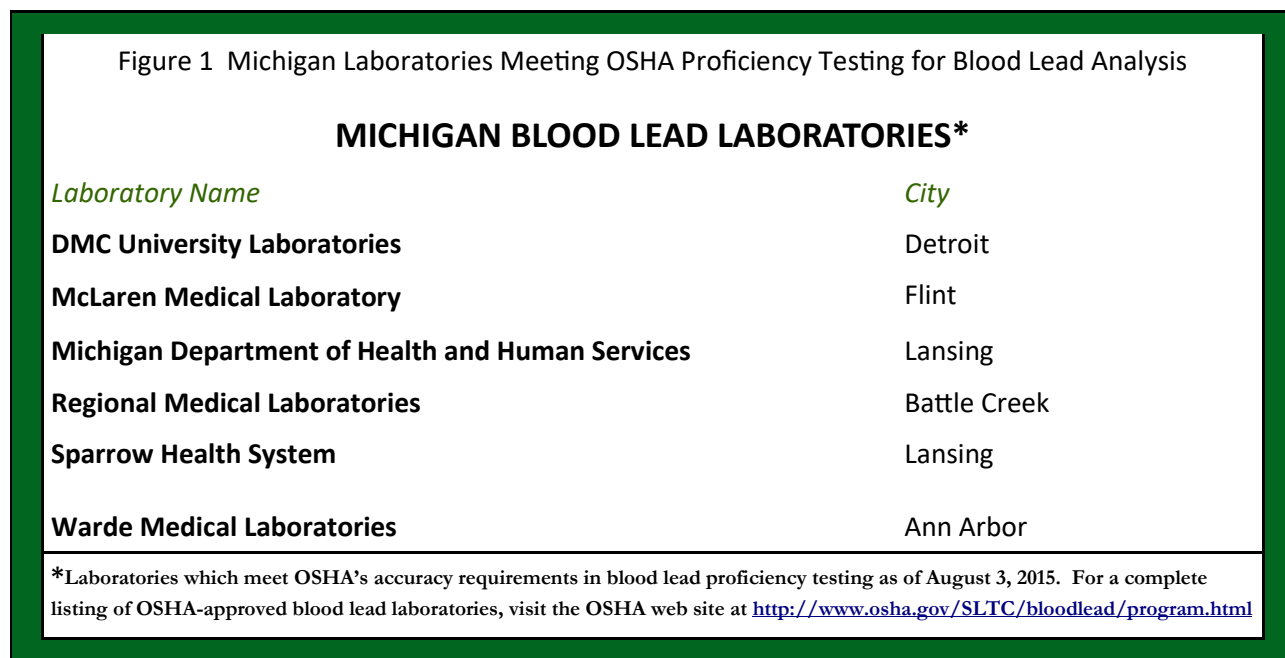 Figure 1  Michigan Laboratories Meeting OSHA Proficiency Testing for Blood Lead Analysis
MICHIGAN BLOOD LEAD LABORATORIES*
Laboratory Name City
DMC University Laboratories Detroit
McLaren Medical Laboratory Flint
Michigan Department of Health and Human Services Lansing
Regional Medical Laboratories Battle Creek
Sparrow Health System Lansing
Warde Medical Laboratories Ann Arbor
*Laboratories which meet OSHA’s accuracy requirements in blood lead proficiency testing as of August 3, 2015.  For a complete
listing of OSHA-approved blood lead laboratories, visit the OSHA web site at http://www.osha.gov/SLTC/bloodlead/program.html